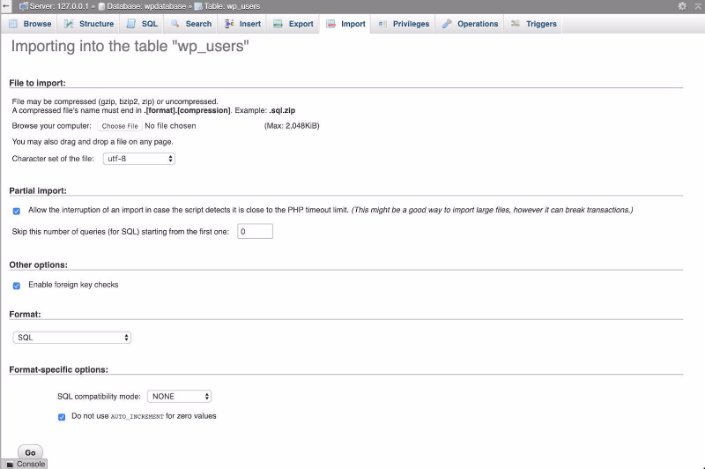 Server: 127.0.0.1 » Database: wpdatabase » Table: wp_users
Browse Structure SQL Search Insert Export Import Privileges Operations Triggers
Importing into the table "wp_users"
File to import:
File may be compressed (gzip, bzip2, zip) or uncompressed.
A compressed file's name must end in .[format].[compression]. Example: .sql.zip
Browse your computer: Choose File No file chosen (Max: 2,048KiB)
You may also drag and drop a file on any page.
Character set of the file: utf-8
Partial import:
Allow the interruption of an import in case the script detects it is close to the PHP timeout limit. (This might be a good way to import large files, however it can break transactions.)
Skip this number of queries (for SQL) starting from the first one: 0
Other options:
Enable foreign key checks
Format:
SQL
Format-specific options:
SQL compatibility mode: NONE
Do not use AUTO_INCREMENT for zero values
Go
Console